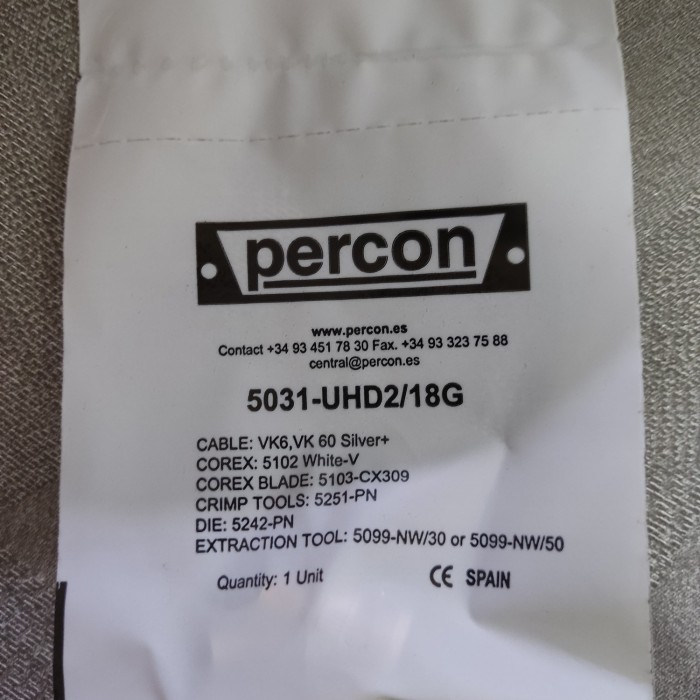 percon
www.percon.es
Contact +34 93 451 78 30 Fax. +34 93 323 75 88
central@percon.es
5031-UHD2/18G
CABLE: VK6,VK 60 Silver+
COREX: 5102 White-V
COREX BLADE: 5103-CX309
CRIMP TOOLS: 5251-PN
DIE: 5242-PN
EXTRACTION TOOL: 5099-NW/30 or 5099-NW/50
Quantity: 1 Unit CE SPAIN